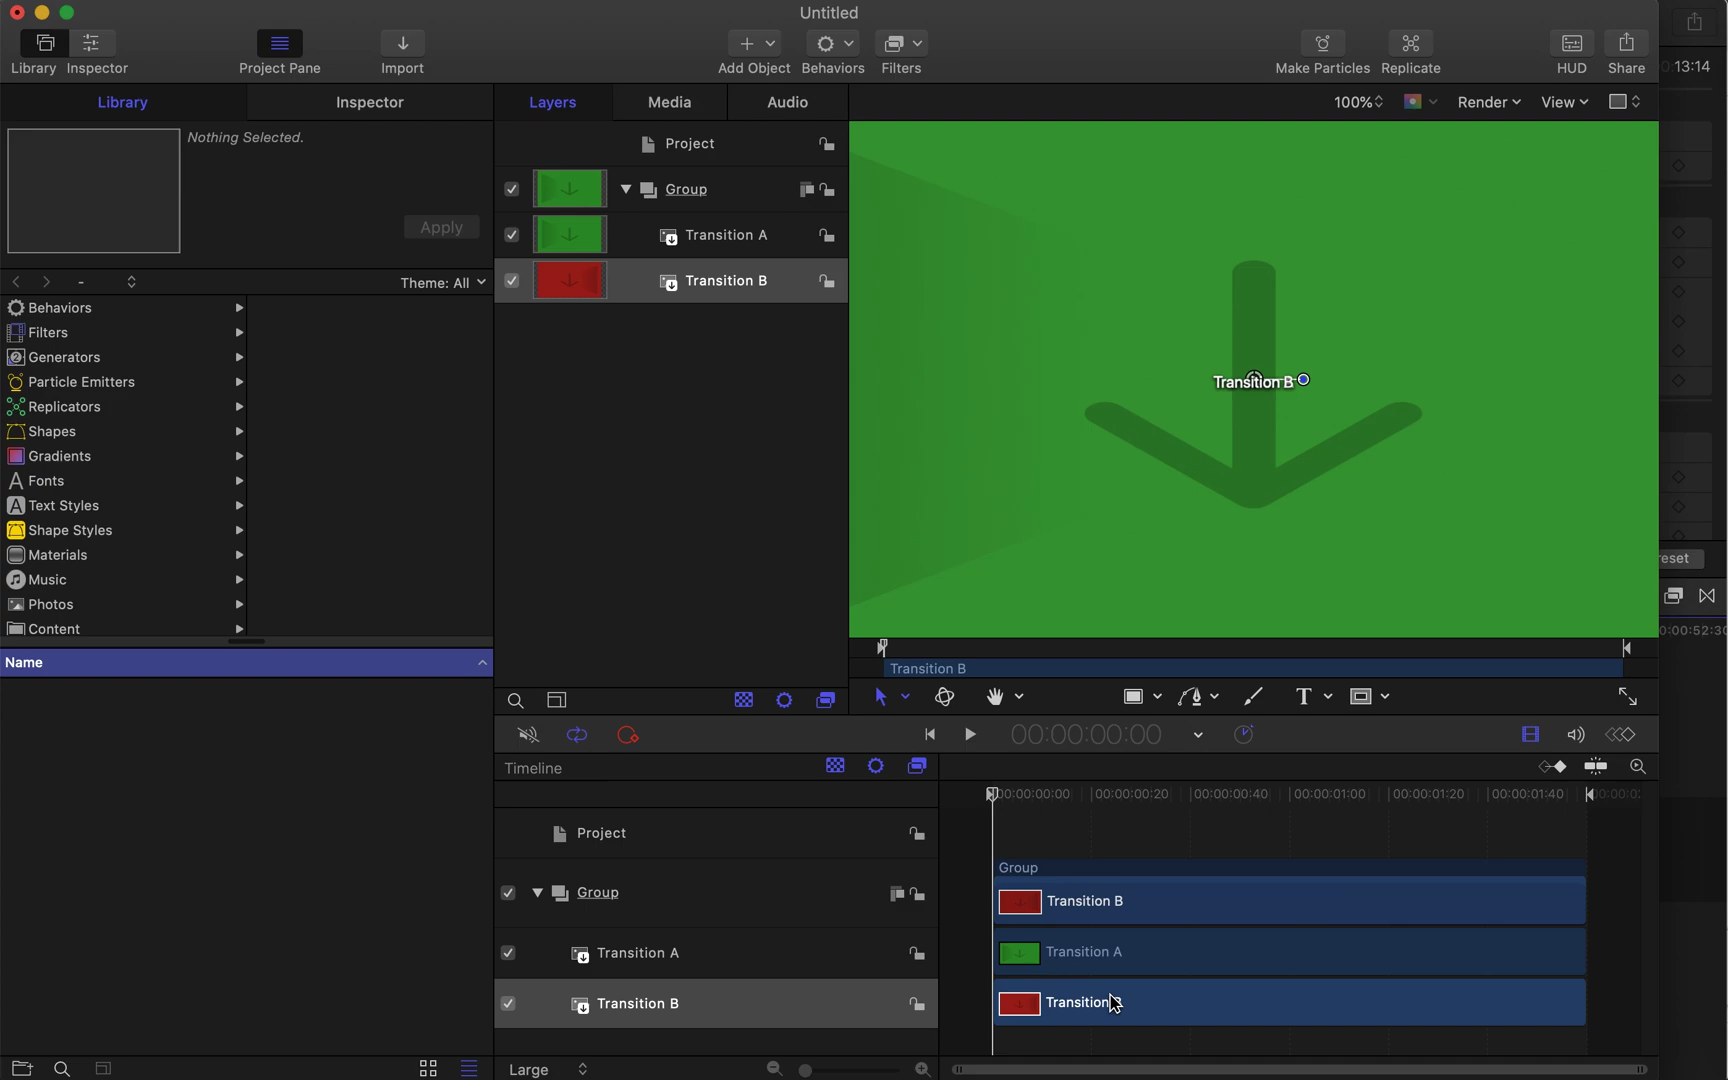 Untitled
Library
Inspector
Project Pane
Import
Add Object
Behaviors
Filters
Make Particles
Replicate
HUD
Share
13:14
Library
Inspector
Layers
Media
Audio
100%
Render
View
Nothing Selected.
Apply
Project
Group
Transition A
Transition B
Theme: All
Behaviors
Filters
Generators
Particle Emitters
Replicators
Shapes
Gradients
Fonts
Text Styles
Shape Styles
Materials
Music
Photos
Content
Transition B
eset
Name
Transition B
T
00:00:00:00
Timeline
00:00:00:00
00:00:00:20
00:00:00:40
00:00:01:00
00:00:01:20
00:00:01:40
Project
Group
Group
Transition B
Transition A
Transition A
Transition B
Transition
Large